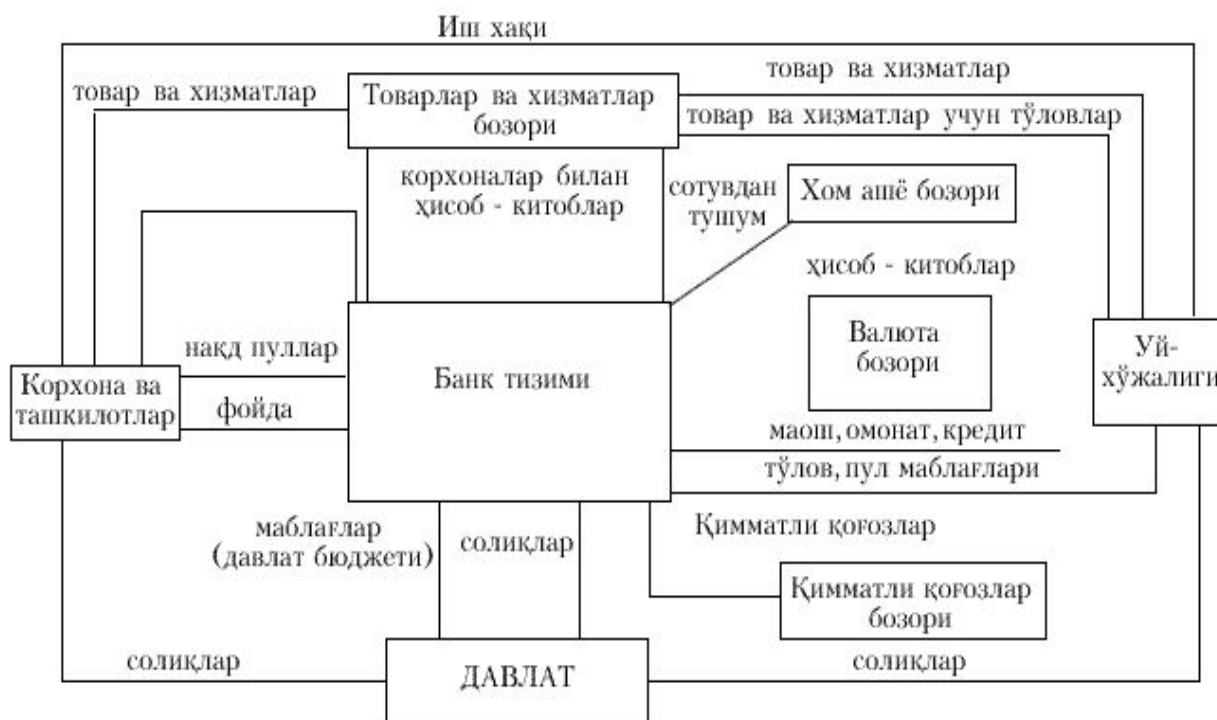 Иш хақи
товар ва хизматлар
товар ва хизматлар
Товарлар ва хизматлар
бозори
товар ва хизматлар учун тўловлар
корхоналар билан
ҳисоб - китоблар
сотувдан
тушум
Хом ашё бозори
ҳисоб - китоблар
Валюта
бозори
Уй-
хўжалиги
нақд пуллар
Банк тизими
Корхона ва
ташқилотлар
фойда
маош, омонат, кредит
тўлов, пул маблағлари
маблағлар
(давлат бюджети)
солиқлар
Қимматли қоғозлар
Қимматли қоғозлар
бозори
солиқлар
ДАВЛАТ
солиқлар